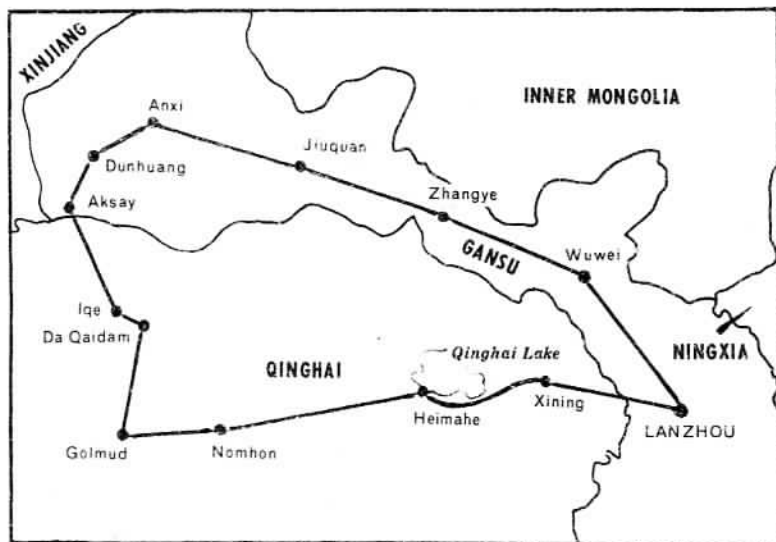 XINJIANG
INNER MONGOLIA
Anxi
Jiuquan
Dunhuang
Zhangye
Aksay
GANSU
Wuwei
Iqe
Da Qaidam
NINGXIA
QINGHAI
Qinghai Lake
Heimahe
Xining
LANZHOU
Golmud
Nomhon